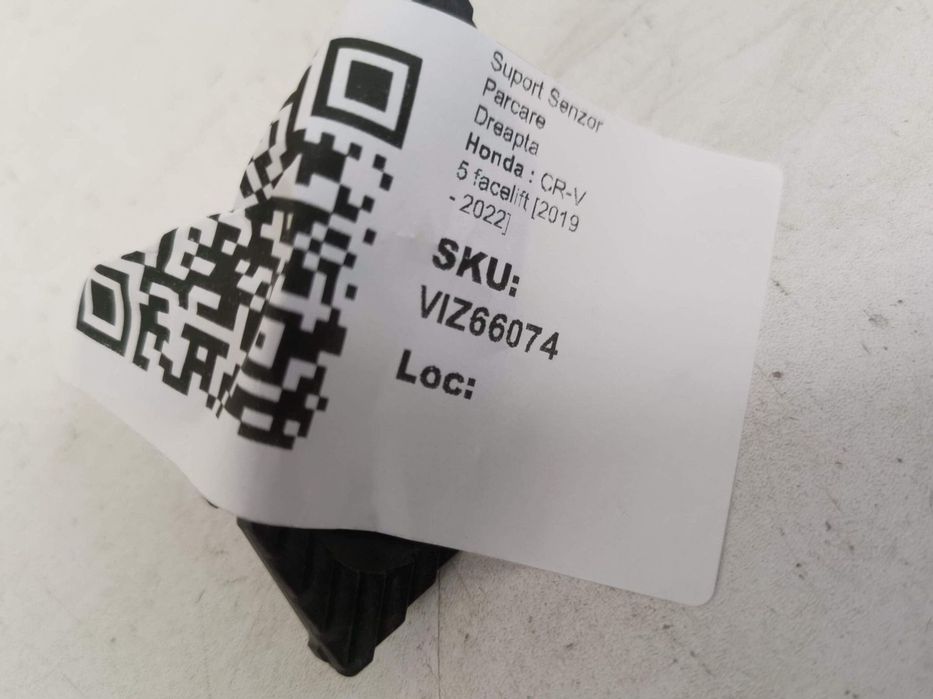 Suport Senzor
Parcare
Dreapta
Honda : CR-V
5 facelift [2019
- 2022]
SKU:
VIZ66074
Loc: